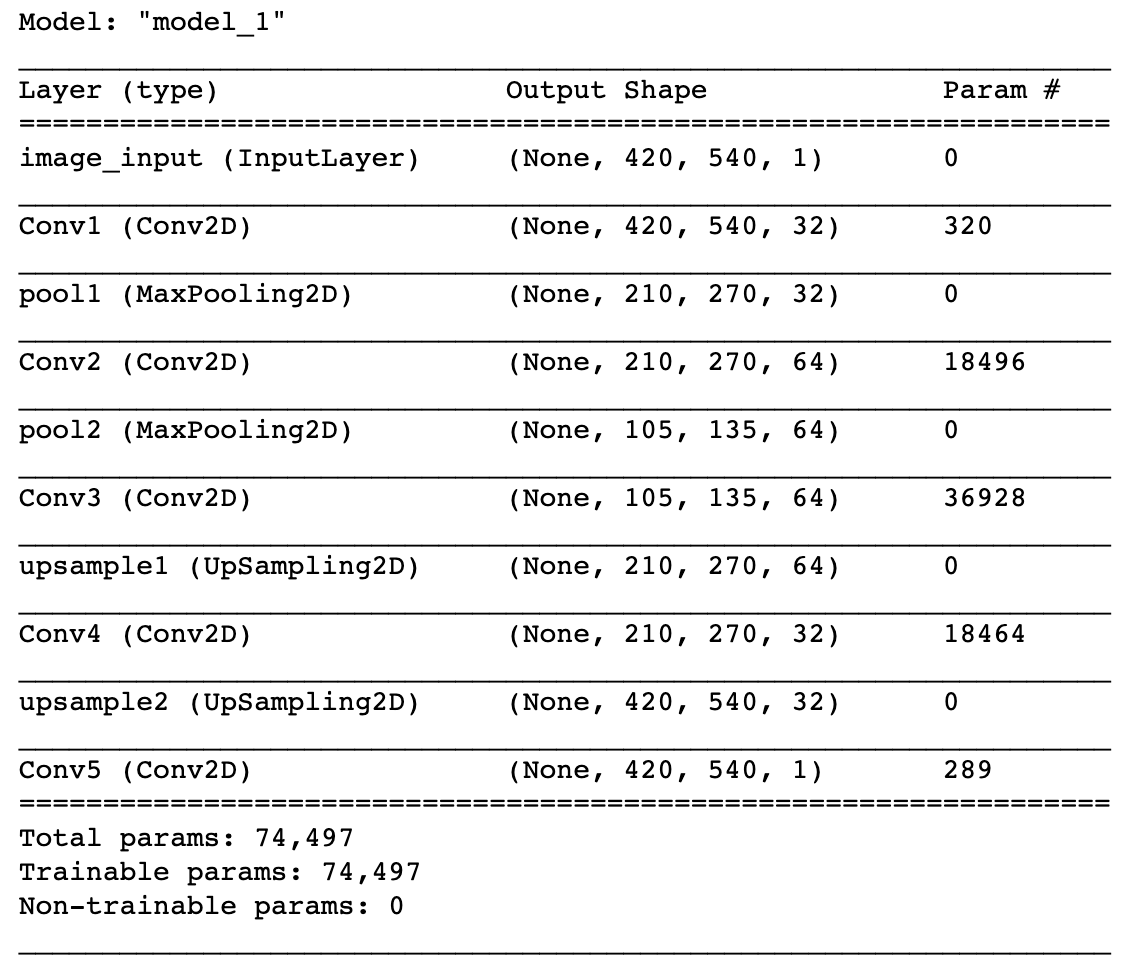 Model: "model_1"
Layer (type) Output Shape Param #
image_input (InputLayer) (None, 420, 540, 1) 0
Conv1 (Conv2D) (None, 420, 540, 32) 320
pool1 (MaxPooling2D) (None, 210, 270, 32) 0
Conv2 (Conv2D) (None, 210, 270, 64) 18496
pool2 (MaxPooling2D) (None, 105, 135, 64) 0
Conv3 (Conv2D) (None, 105, 135, 64) 36928
upsample1 (UpSampling2D) (None, 210, 270, 64) 0
Conv4 (Conv2D) (None, 210, 270, 32) 18464
upsample2 (UpSampling2D) (None, 420, 540, 32) 0
Conv5 (Conv2D) (None, 420, 540, 1) 289
Total params: 74,497
Trainable params: 74,497
Non-trainable params: 0